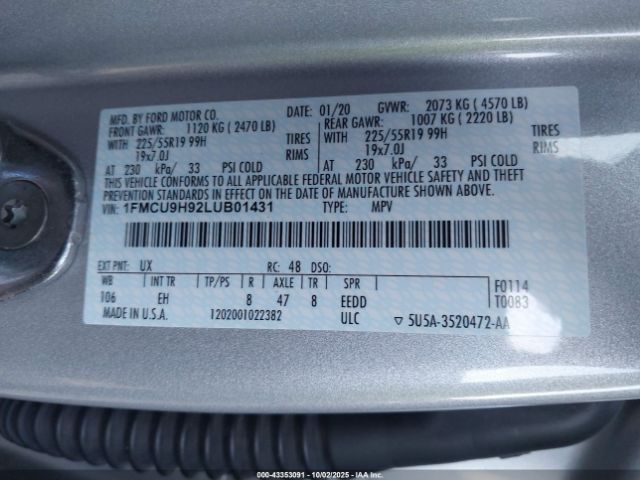 MFD. BY FORD MOTOR CO. DATE: 01/20 GVWR: 2073 KG ( 4570 LB)
FRONT GAWR: 1120 KG ( 2470 LB) REAR GAWR: 1007 KG ( 2220 LB)
WITH 225/55R19 99H TIRES WITH 225/55R19 99H TIRES
19x7.0J RIMS 19x7.0J RIMS
AT 230 kPa/ 33 PSI COLD AT 230 kPa/ 33 PSI COLD
THIS VEHICLE CONFORMS TO ALL APPLICABLE FEDERAL MOTOR VEHICLE SAFETY AND THEFT
PREVENTION STANDARDS IN EFFECT ON THE DATE OF MANUFACTURE SHOWN ABOVE.
VIN: 1FMCU9H92LUB01431 TYPE: MPV
EXT PNT: UX RC: 48 DSO: F0114
WB INT TR TP/PS R AXLE TR SPR T0083
106 EH 8 47 8 EEDD
MADE IN U.S.A. 1202001022382 ULC ▽ 5U5A-3520472-AA
000-43353091 | 10/02/2025 | © COPYRIGHT IAA, LLC